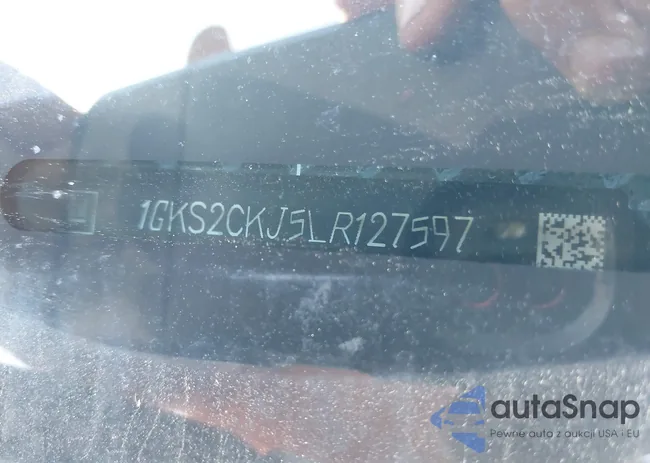 1GKS2CKJ5LR127597
autaSnap
Pewne auta z aukcji USA i EU